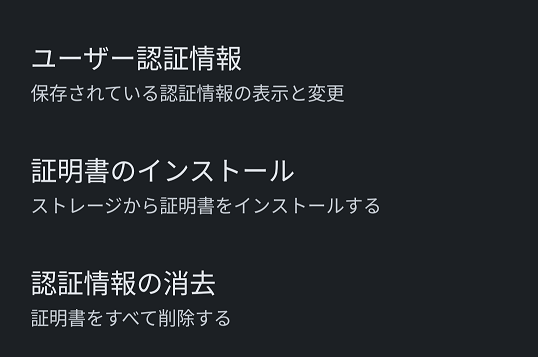 ユーザー認証情報
保存されている認証情報の表示と変更
証明書のインストール
ストレージから証明書をインストールする
認証情報の消去
証明書をすべて削除する